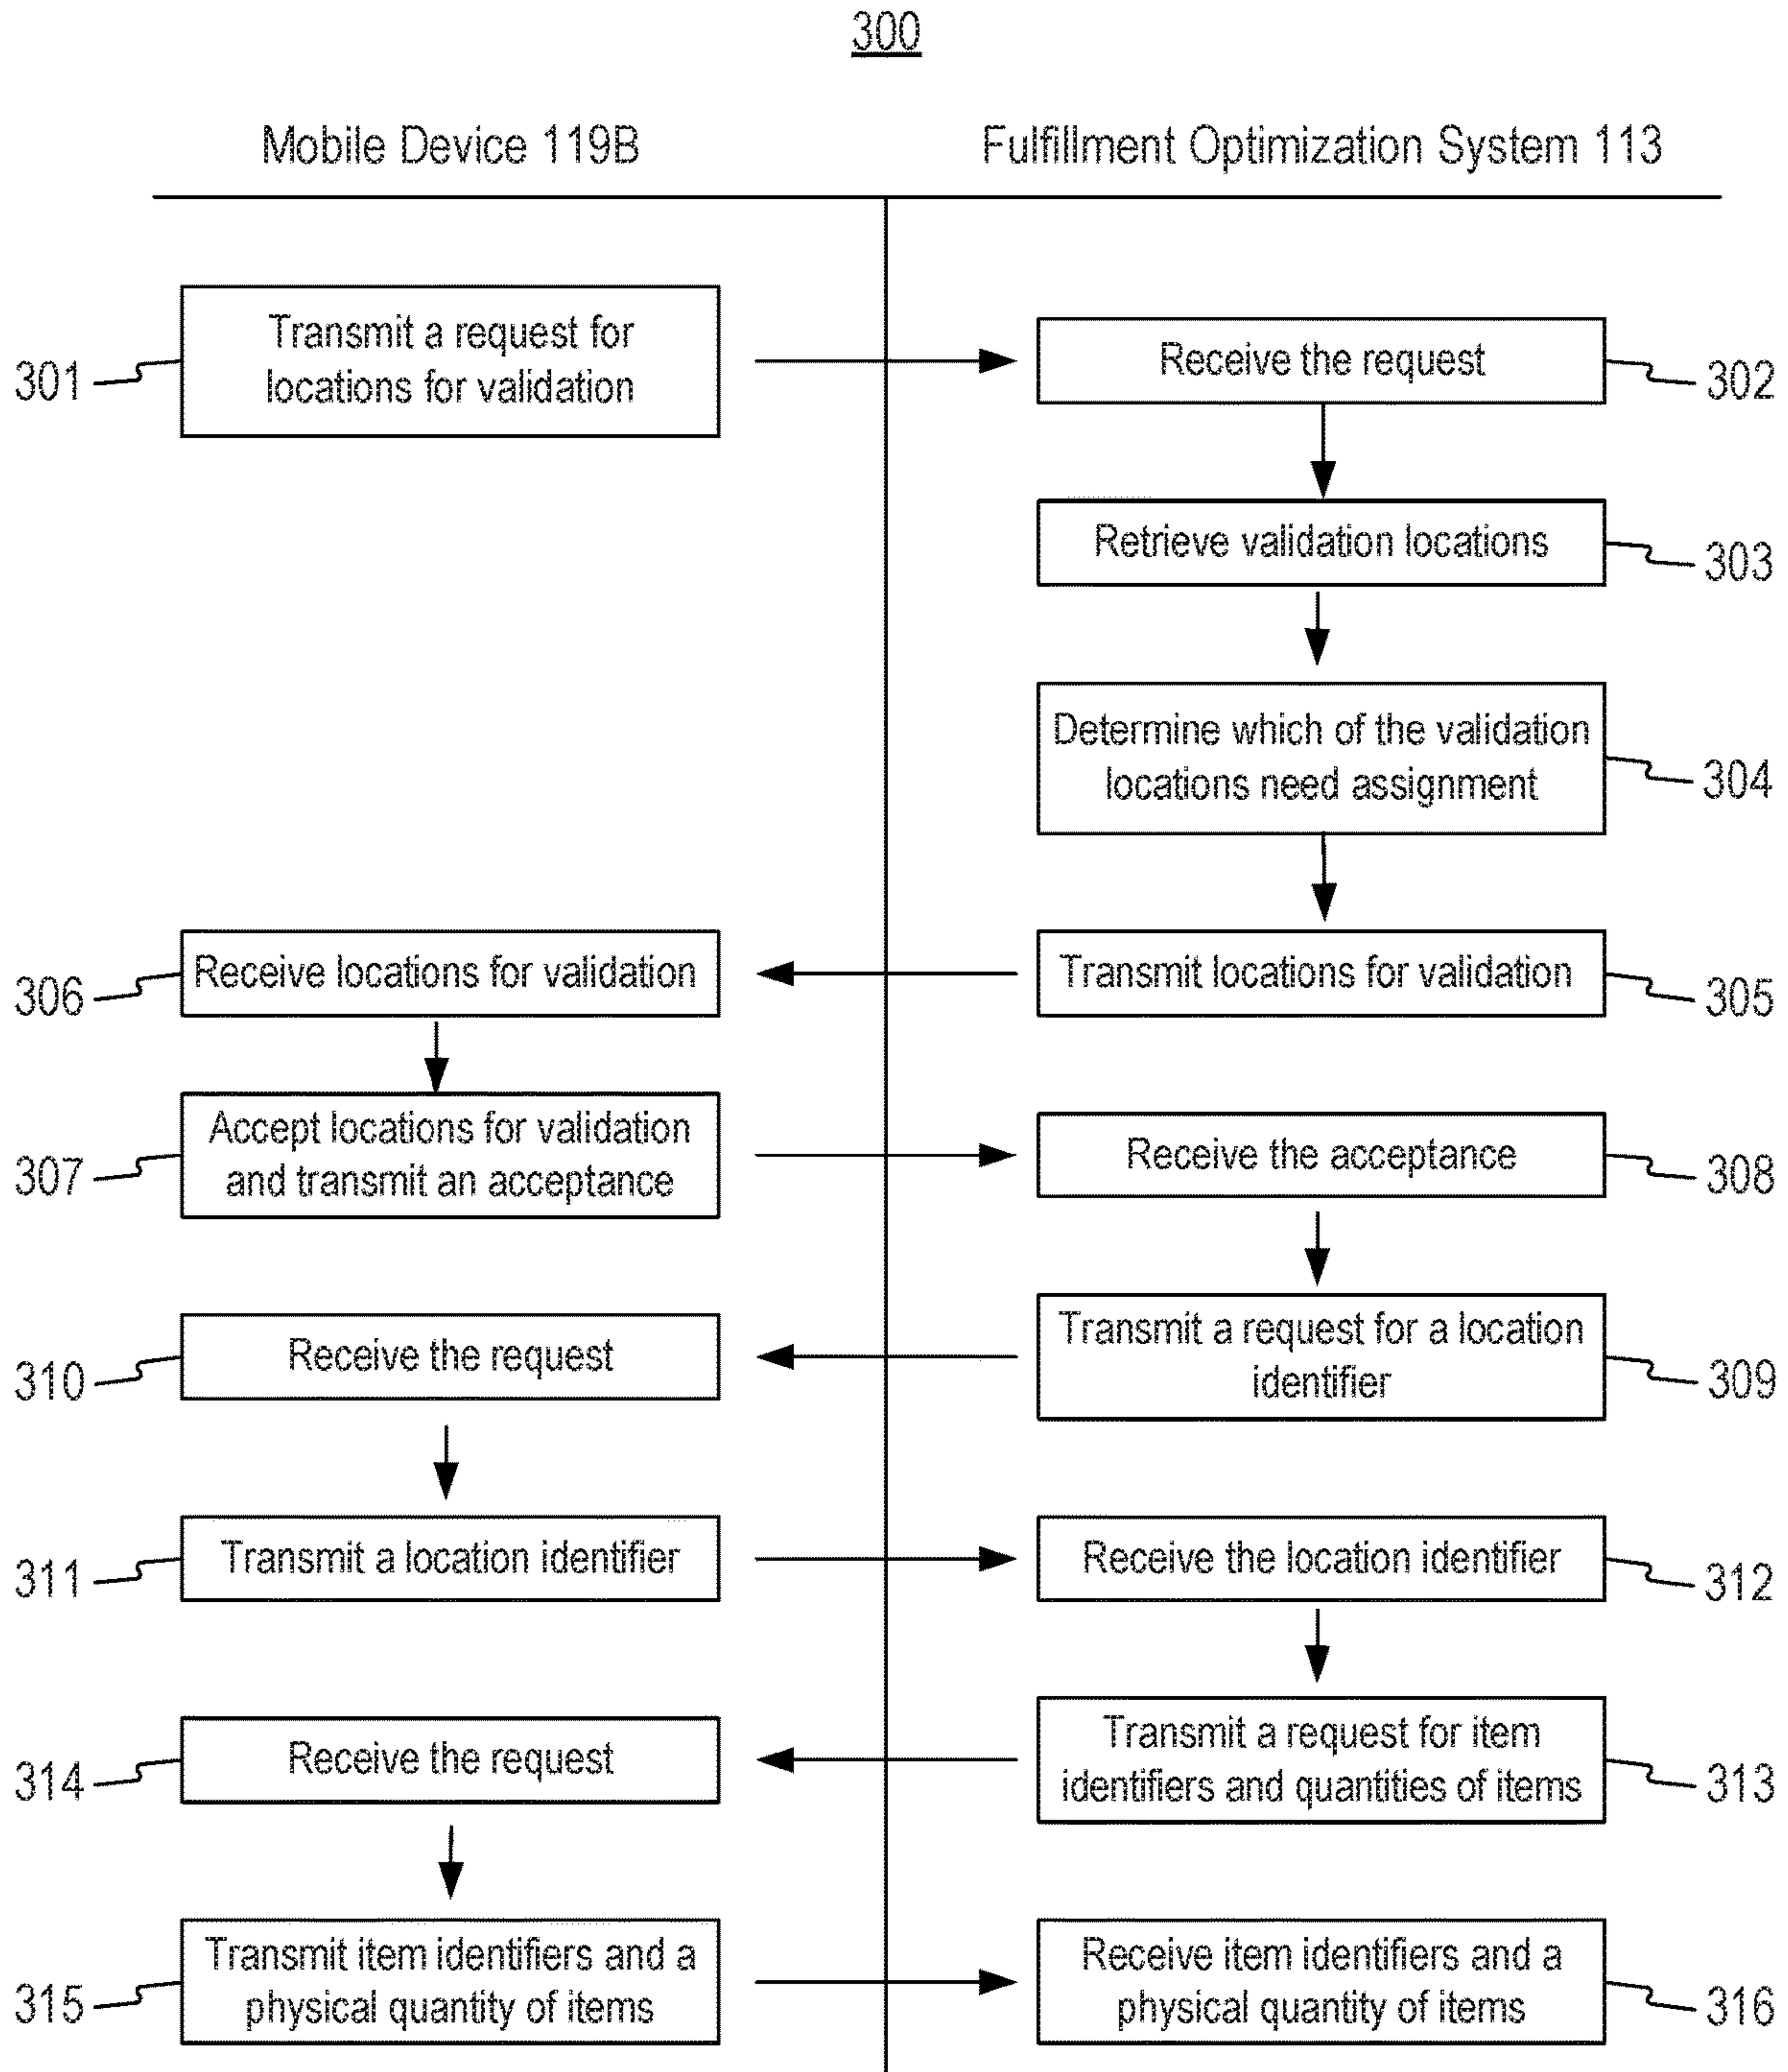 300
Mobile Device 119B
Fulfillment Optimization System 113
301
Transmit a request for
locations for validation
Receive the request
302
Retrieve validation locations
303
Determine which of the validation
locations need assignment
304
306
Receive locations for validation
Transmit locations for validation
305
307
Accept locations for validation
and transmit an acceptance
Receive the acceptance
308
310
Receive the request
Transmit a request for a location
identifier
309
311
Transmit a location identifier
Receive the location identifier
312
314
Receive the request
Transmit a request for item
identifiers and quantities of items
313
315
Transmit item identifiers and a
physical quantity of items
Receive item identifiers and a
physical quantity of items
316